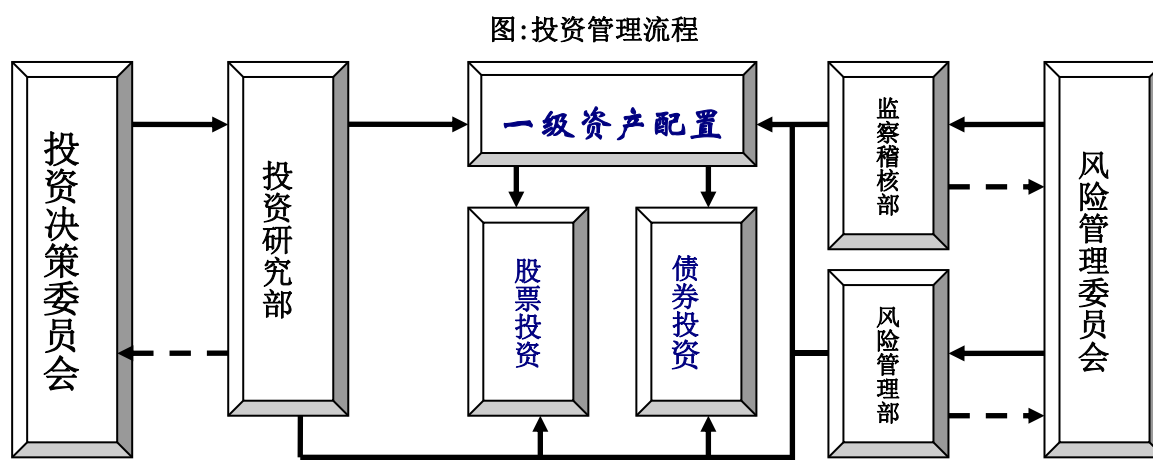 图:投资管理流程
投资决策委员会
投资研究部
一级资产配置
股票投资
债券投资
监察稽核部
风险管理部
风险管理委员会